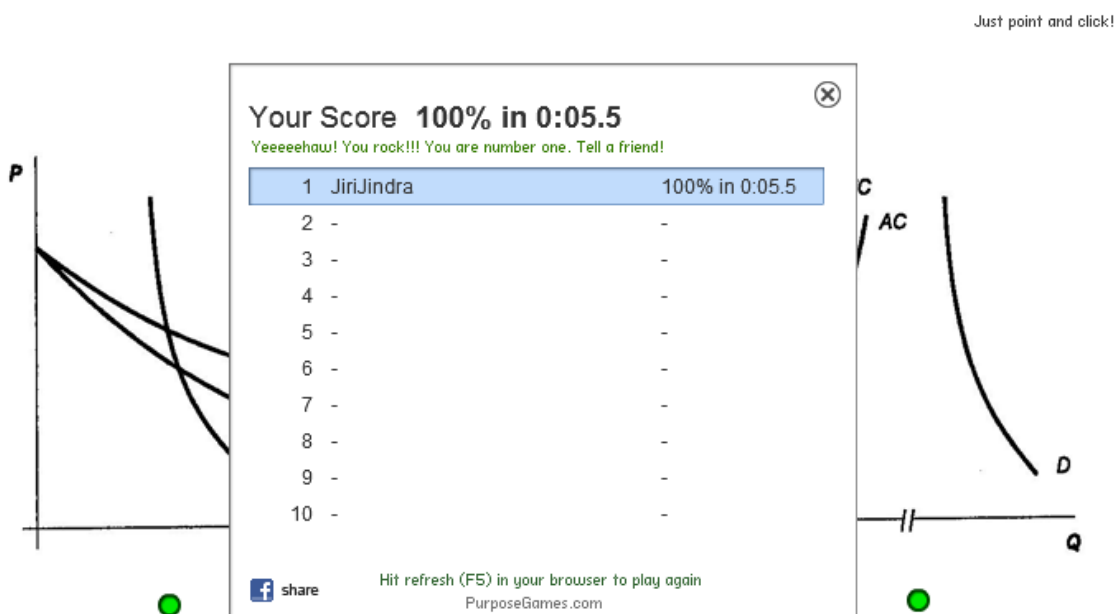 Just point and click!
Your Score 100% in 0:05.5
Yeeeeehaw! You rock!!! You are number one. Tell a friend!
P
1 JiriJindra 100% in 0:05.5
C
2 - -
AC
3 - -
4 - -
5 - -
6 - -
7 - -
8 - -
D
9 - -
10 - -
Q
Hit refresh (F5) in your browser to play again
f share
PurposeGames.com